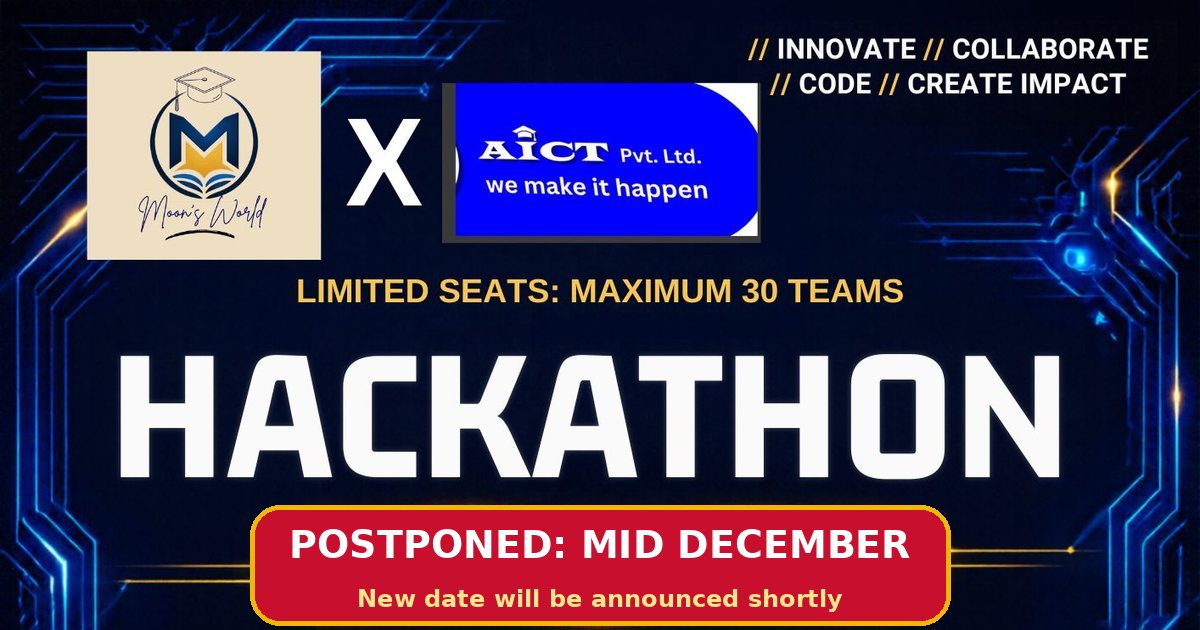 // INNOVATE // COLLABORATE
// CODE // CREATE IMPACT
M
Moon's World
X
AICT Pvt. Ltd.
we make it happen
LIMITED SEATS: MAXIMUM 30 TEAMS
HACKATHON
POSTPONED: MID DECEMBER
New date will be announced shortly